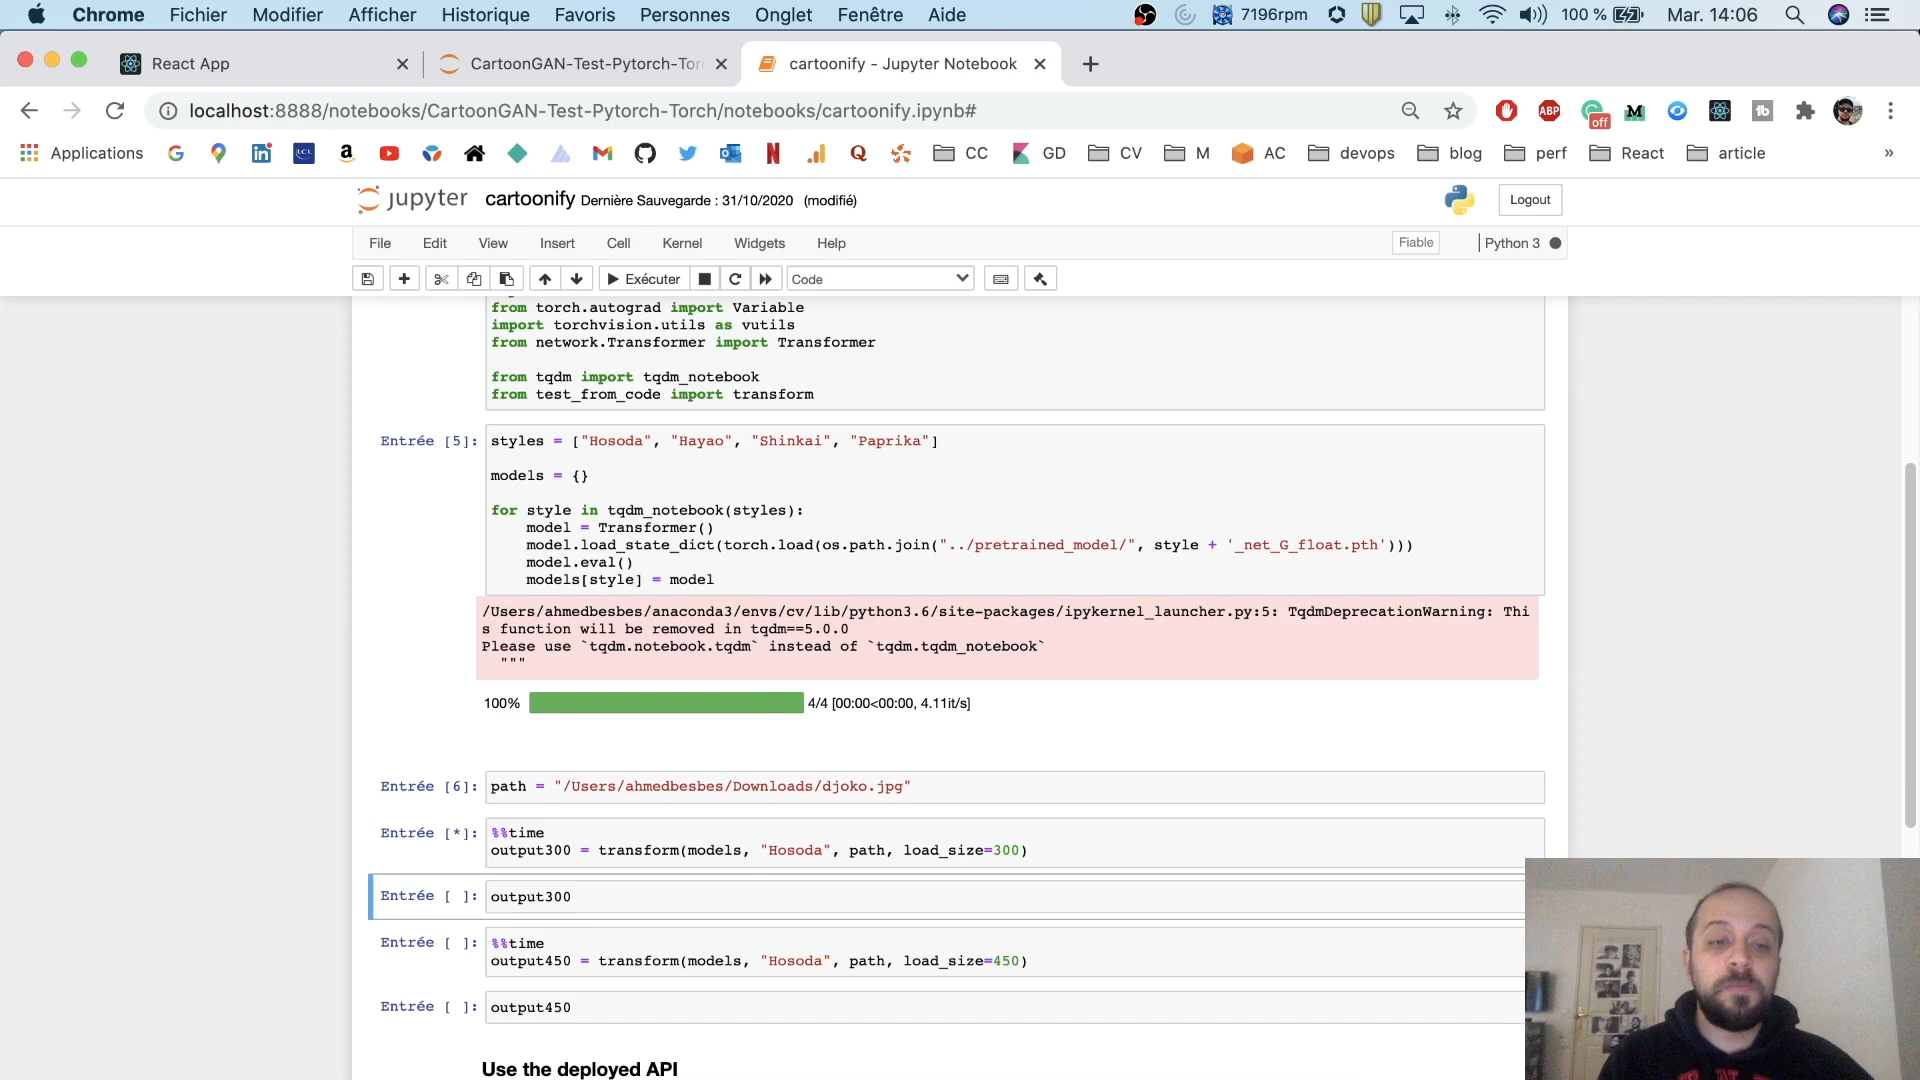 Chrome Fichier Modifier Afficher Historique Favoris Personnes Onglet Fenêtre Aide 7196rpm 100 % Mar. 14:06
React App
CartoonGAN-Test-Pytorch-Tor
cartoonify - Jupyter Notebook
localhost:8888/notebooks/CartoonGAN-Test-Pytorch-Torch/notebooks/cartoonify.ipynb#
ABP off M tb
Applications LCL CC GD CV M AC devops blog perf React article »
jupyter cartoonify Dernière Sauvegarde : 31/10/2020 (modifié) Logout
File Edit View Insert Cell Kernel Widgets Help Fiable Python 3
Exécuter Code
from torch.autograd import Variable
import torchvision.utils as vutils
from network.Transformer import Transformer
from tqdm import tqdm_notebook
from test_from_code import transform
Entrée [5]: styles = ["Hosoda", "Hayao", "Shinkai", "Paprika"]
models = {}
for style in tqdm_notebook(styles):
model = Transformer()
model.load_state_dict(torch.load(os.path.join("../pretrained_model/", style + '_net_G_float.pth')))
model.eval()
models[style] = model
/Users/ahmedbesbes/anaconda3/envs/cv/lib/python3.6/site-packages/ipykernel_launcher.py:5: TqdmDeprecationWarning: Thi
s function will be removed in tqdm==5.0.0
Please use `tqdm.notebook.tqdm` instead of `tqdm.tqdm_notebook`
"""
100% 4/4 [00:00<00:00, 4.11it/s]
Entrée [6]: path = "/Users/ahmedbesbes/Downloads/djoko.jpg"
Entrée [*]: %%time
output300 = transform(models, "Hosoda", path, load_size=300)
Entrée [ ]: output300
Entrée [ ]: %%time
output450 = transform(models, "Hosoda", path, load_size=450)
Entrée [ ]: output450
Use the deployed API